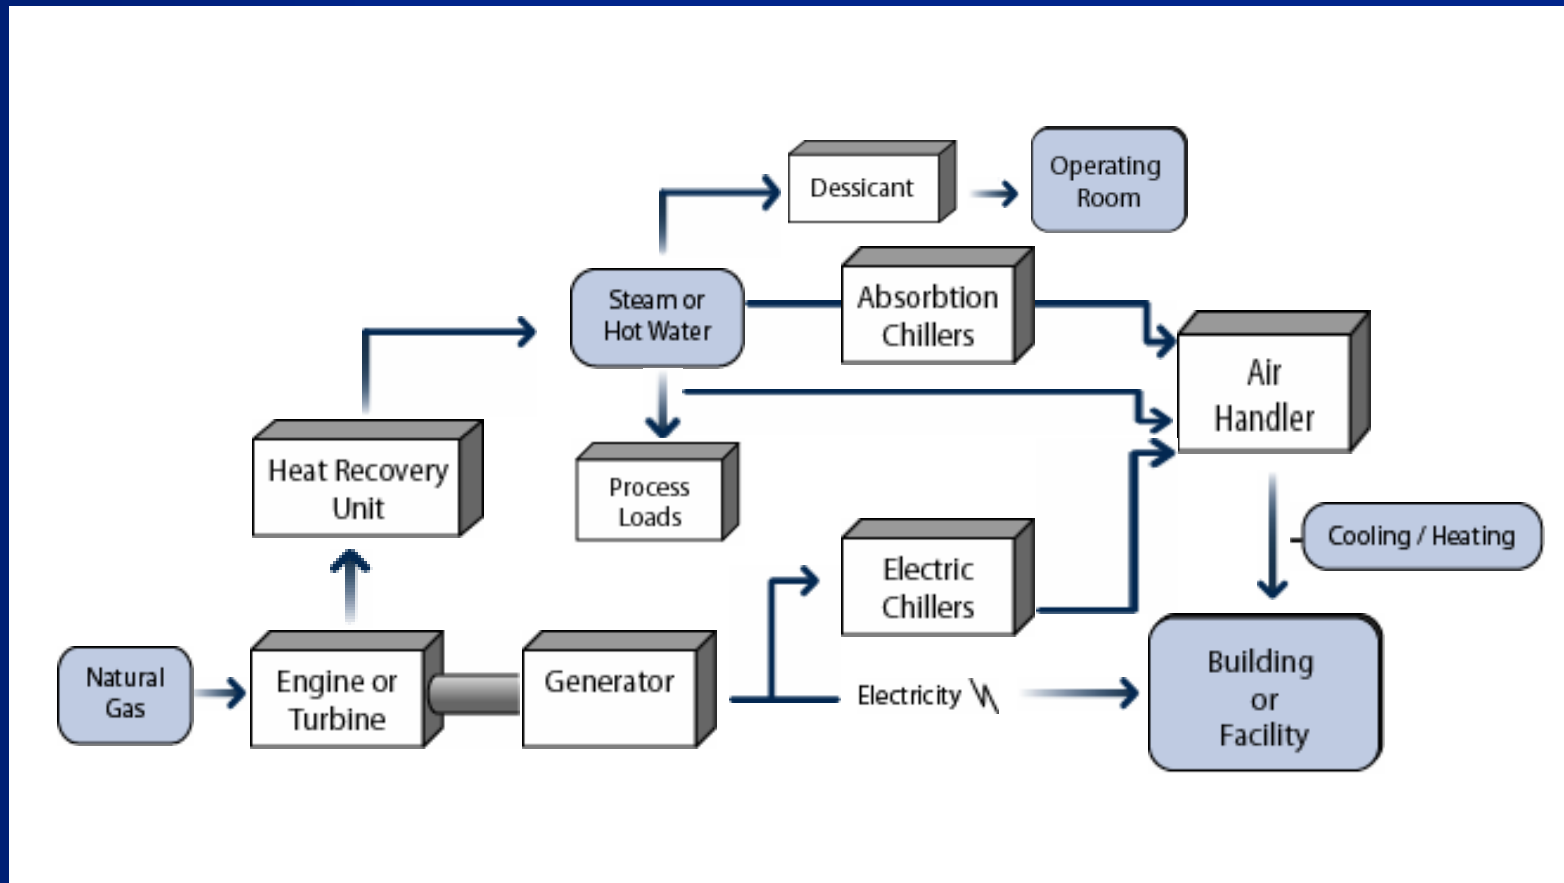 Dessicant
Operating
Room
Steam or
Hot Water
Absorbtion
Chillers
Air
Handler
Heat Recovery
Unit
Process
Loads
Cooling / Heating
Electric
Chillers
Natural
Gas
Engine or
Turbine
Generator
Electricity
Building
or
Facility